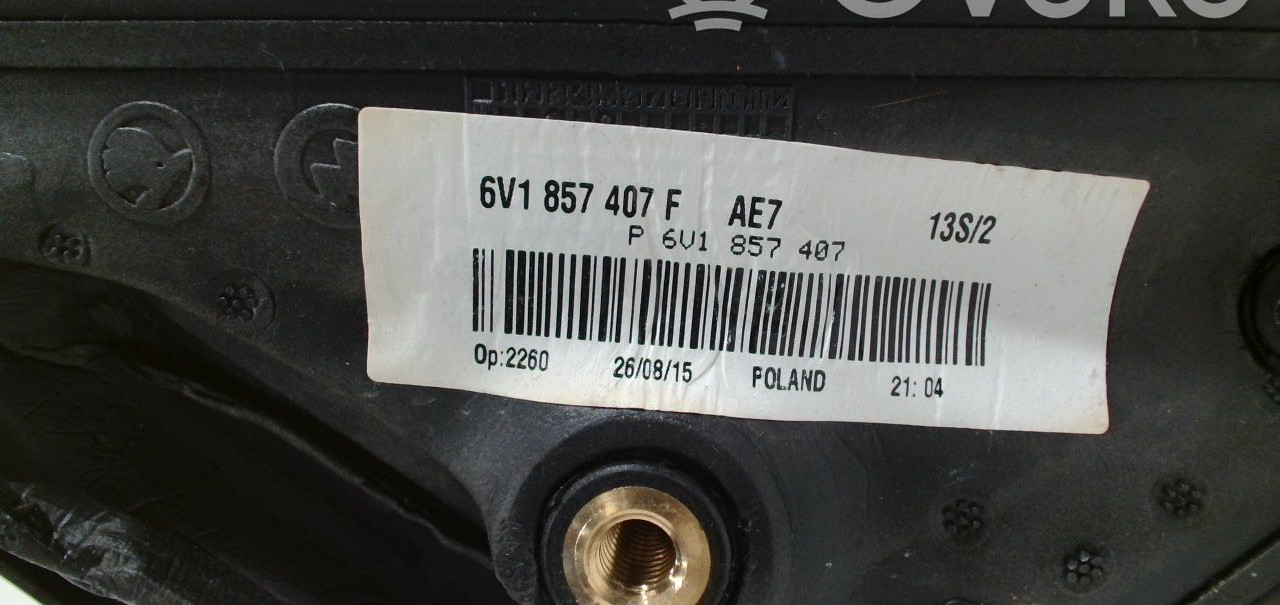 6V1 857 407 F AE7 13S/2
P 6V1 857 407
Op:2260 26/08/15 POLAND 21: 04